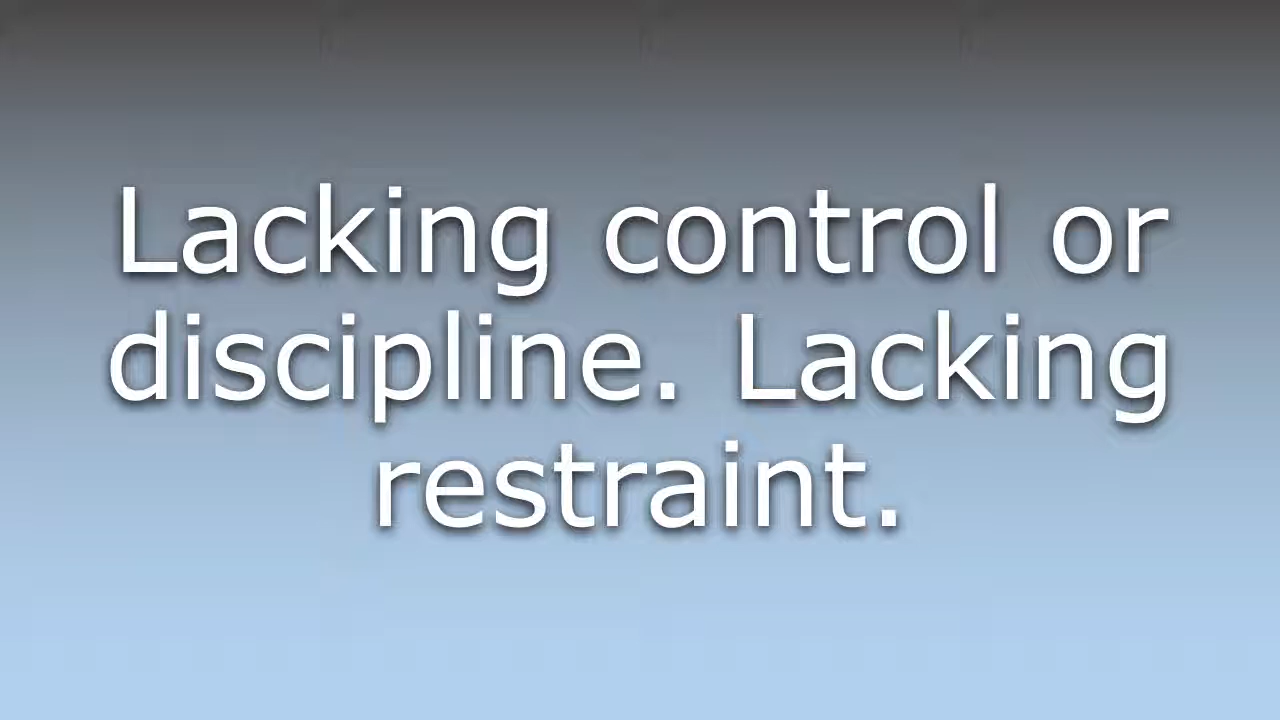 Lacking control or
discipline. Lacking
restraint.